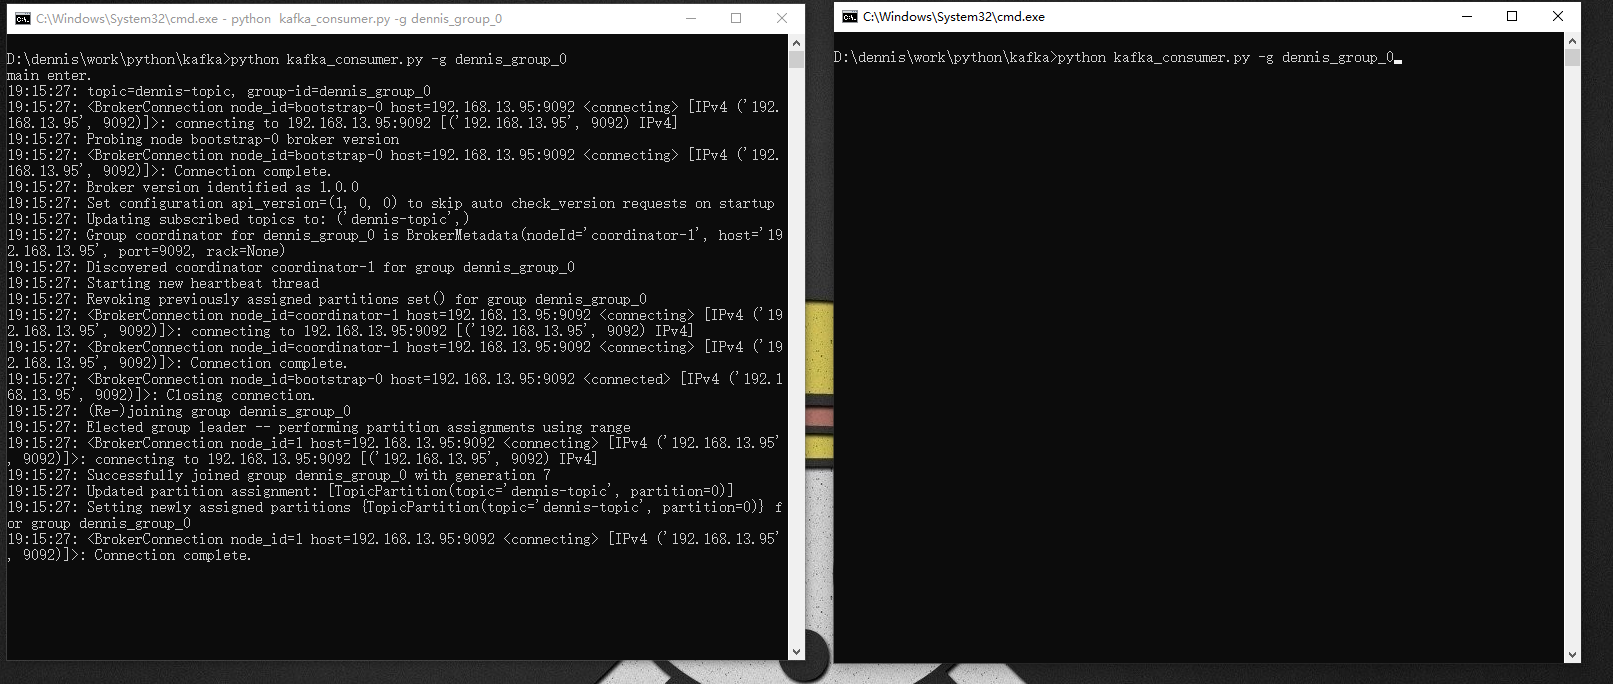 C:\Windows\System32\cmd.exe - python  kafka_consumer.py -g dennis_group_0
D:\dennis\work\python\kafka>python kafka_consumer.py -g dennis_group_0
main enter.
19:15:27: topic=dennis-topic, group-id=dennis_group_0
19:15:27: <BrokerConnection node_id=bootstrap-0 host=192.168.13.95:9092 <connecting> [IPv4 ('192.
168.13.95', 9092)]>: connecting to 192.168.13.95:9092 [('192.168.13.95', 9092) IPv4]
19:15:27: Probing node bootstrap-0 broker version
19:15:27: <BrokerConnection node_id=bootstrap-0 host=192.168.13.95:9092 <connecting> [IPv4 ('192.
168.13.95', 9092)]>: Connection complete.
19:15:27: Broker version identified as 1.0.0
19:15:27: Set configuration api_version=(1, 0, 0) to skip auto check_version requests on startup
19:15:27: Updating subscribed topics to: ('dennis-topic',)
19:15:27: Group coordinator for dennis_group_0 is BrokerMetadata(nodeId='coordinator-1', host='19
2.168.13.95', port=9092, rack=None)
19:15:27: Discovered coordinator coordinator-1 for group dennis_group_0
19:15:27: Starting new heartbeat thread
19:15:27: Revoking previously assigned partitions set() for group dennis_group_0
19:15:27: <BrokerConnection node_id=coordinator-1 host=192.168.13.95:9092 <connecting> [IPv4 ('19
2.168.13.95', 9092)]>: connecting to 192.168.13.95:9092 [('192.168.13.95', 9092) IPv4]
19:15:27: <BrokerConnection node_id=coordinator-1 host=192.168.13.95:9092 <connecting> [IPv4 ('19
2.168.13.95', 9092)]>: Connection complete.
19:15:27: <BrokerConnection node_id=bootstrap-0 host=192.168.13.95:9092 <connected> [IPv4 ('192.1
68.13.95', 9092)]>: Closing connection.
19:15:27: (Re-)joining group dennis_group_0
19:15:27: Elected group leader -- performing partition assignments using range
19:15:27: <BrokerConnection node_id=1 host=192.168.13.95:9092 <connecting> [IPv4 ('192.168.13.95'
, 9092)]>: connecting to 192.168.13.95:9092 [('192.168.13.95', 9092) IPv4]
19:15:27: Successfully joined group dennis_group_0 with generation 7
19:15:27: Updated partition assignment: [TopicPartition(topic='dennis-topic', partition=0)]
19:15:27: Setting newly assigned partitions {TopicPartition(topic='dennis-topic', partition=0)} f
or group dennis_group_0
19:15:27: <BrokerConnection node_id=1 host=192.168.13.95:9092 <connecting> [IPv4 ('192.168.13.95'
, 9092)]>: Connection complete.
C:\Windows\System32\cmd.exe
D:\dennis\work\python\kafka>python kafka_consumer.py -g dennis_group_0